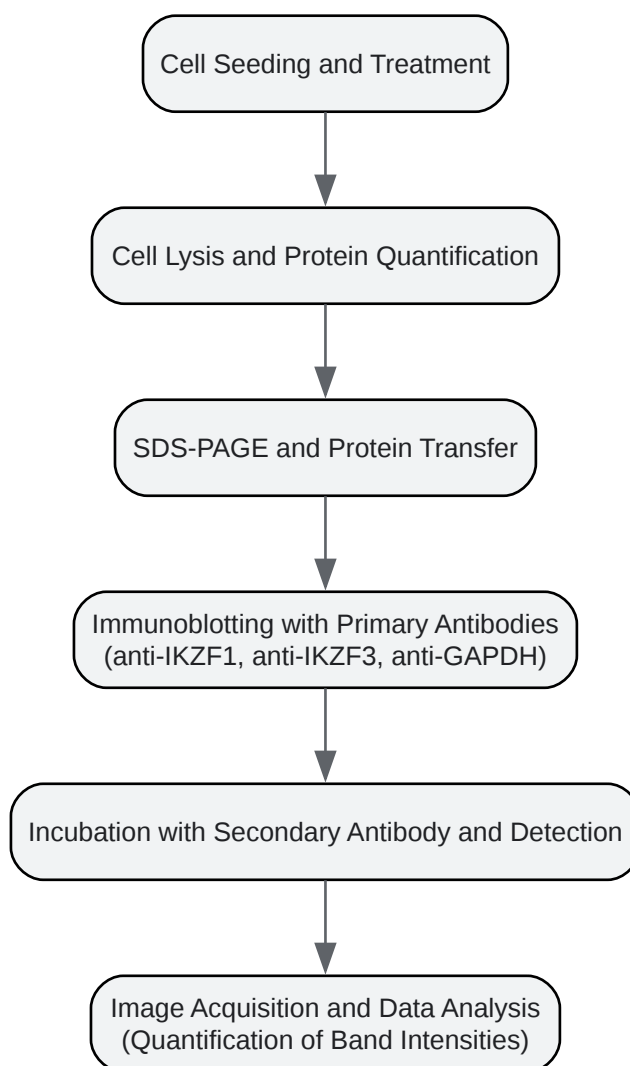 Cell Seeding and Treatment
Cell Lysis and Protein Quantification
SDS-PAGE and Protein Transfer
Immunoblotting with Primary Antibodies
(anti-IKZF1, anti-IKZF3, anti-GAPDH)
Incubation with Secondary Antibody and Detection
Image Acquisition and Data Analysis
(Quantification of Band Intensities)